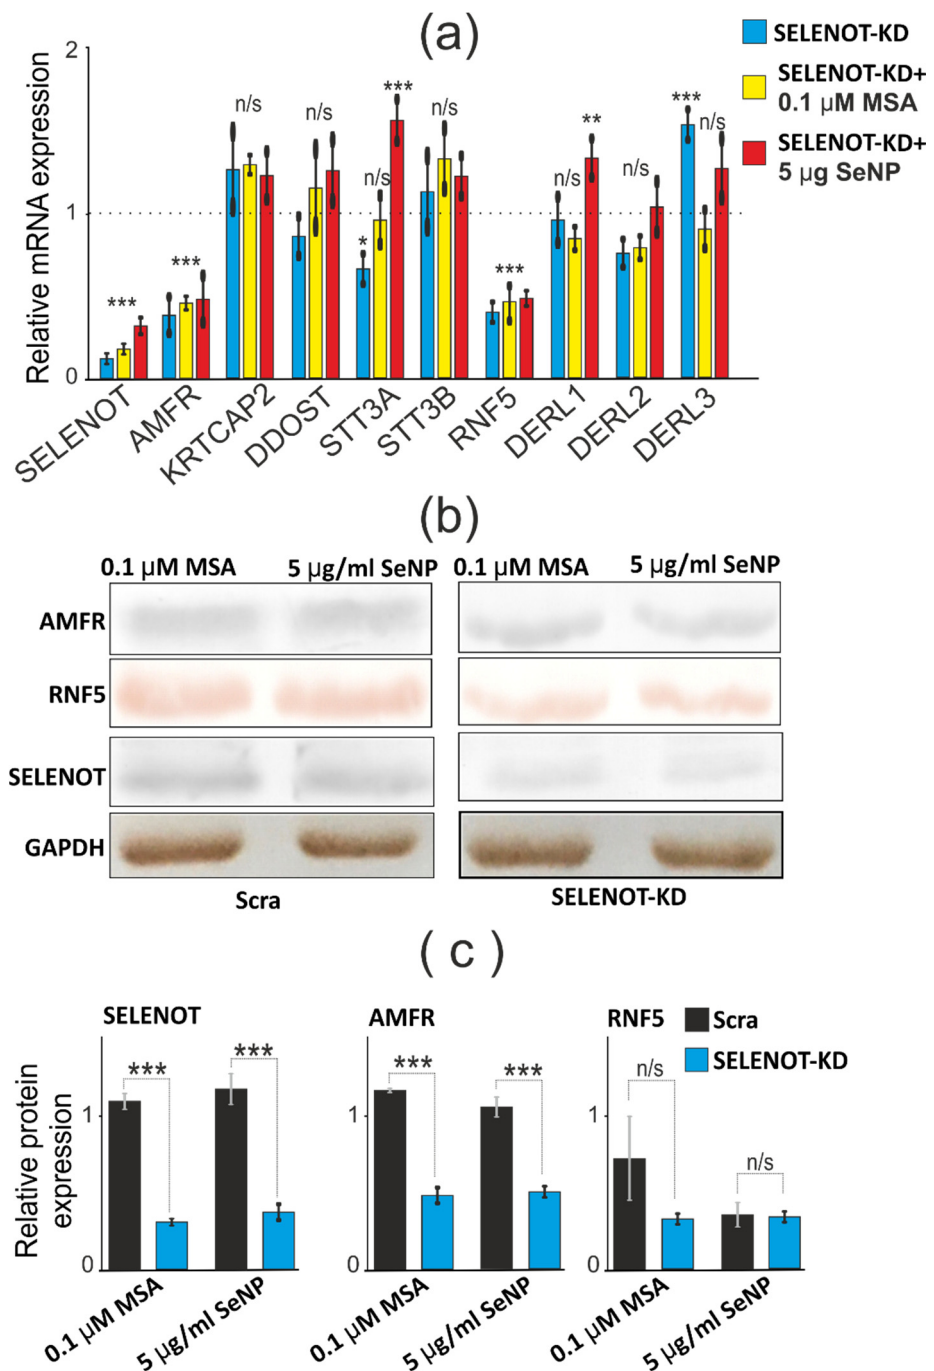 (a)
2
1
0
Relative mRNA expression
SELENOT-KD
SELENOT-KD+
0.1 µM MSA
SELENOT-KD+
5 µg SeNP
***
***
n/s
n/s
*
n/s
***
n/s
***
n/s
**
n/s
***
n/s
SELENOT
AMFR
KRTCAP2
DDOST
STT3A
STT3B
RNF5
DERL1
DERL2
DERL3
(b)
0.1 µM MSA
5 µg/ml SeNP
0.1 µM MSA
5 µg/ml SeNP
AMFR
RNF5
SELENOT
GAPDH
Scra
SELENOT-KD
( c )
Relative protein
expression
SELENOT
1
0
***
***
0.1 µM MSA
5 µg/ml SeNP
AMFR
1
0
***
***
0.1 µM MSA
5 µg/ml SeNP
RNF5
Scra
SELENOT-KD
1
0
n/s
n/s
0.1 µM MSA
5 µg/ml SeNP